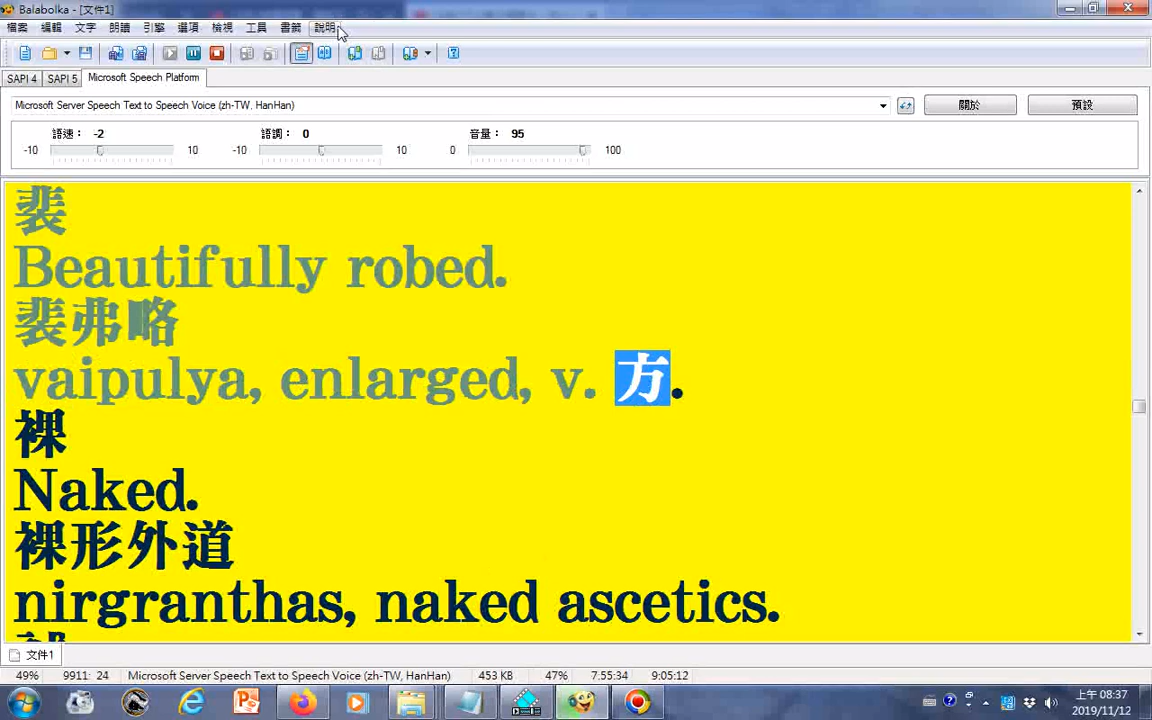 Balabolka - [文件1]
檔案 編輯 文字 朗讀 引擎 選項 檢視 工具 書籤 說明
SAPI 4 SAPI 5 Microsoft Speech Platform
Microsoft Server Speech Text to Speech Voice (zh-TW, HanHan) 關於 預設
語速： -2 語調： 0 音量： 95
-10 10 -10 10 0 100
裴
Beautifully robed.
裴弗略
vaipulya, enlarged, v. 方.
裸
Naked.
裸形外道
nirgranthas, naked ascetics.
文件1
49% 9911: 24 Microsoft Server Speech Text to Speech Voice (zh-TW, HanHan) 453 KB 47% 7.55:34 9:05:12
上午 08:37
2019/11/12